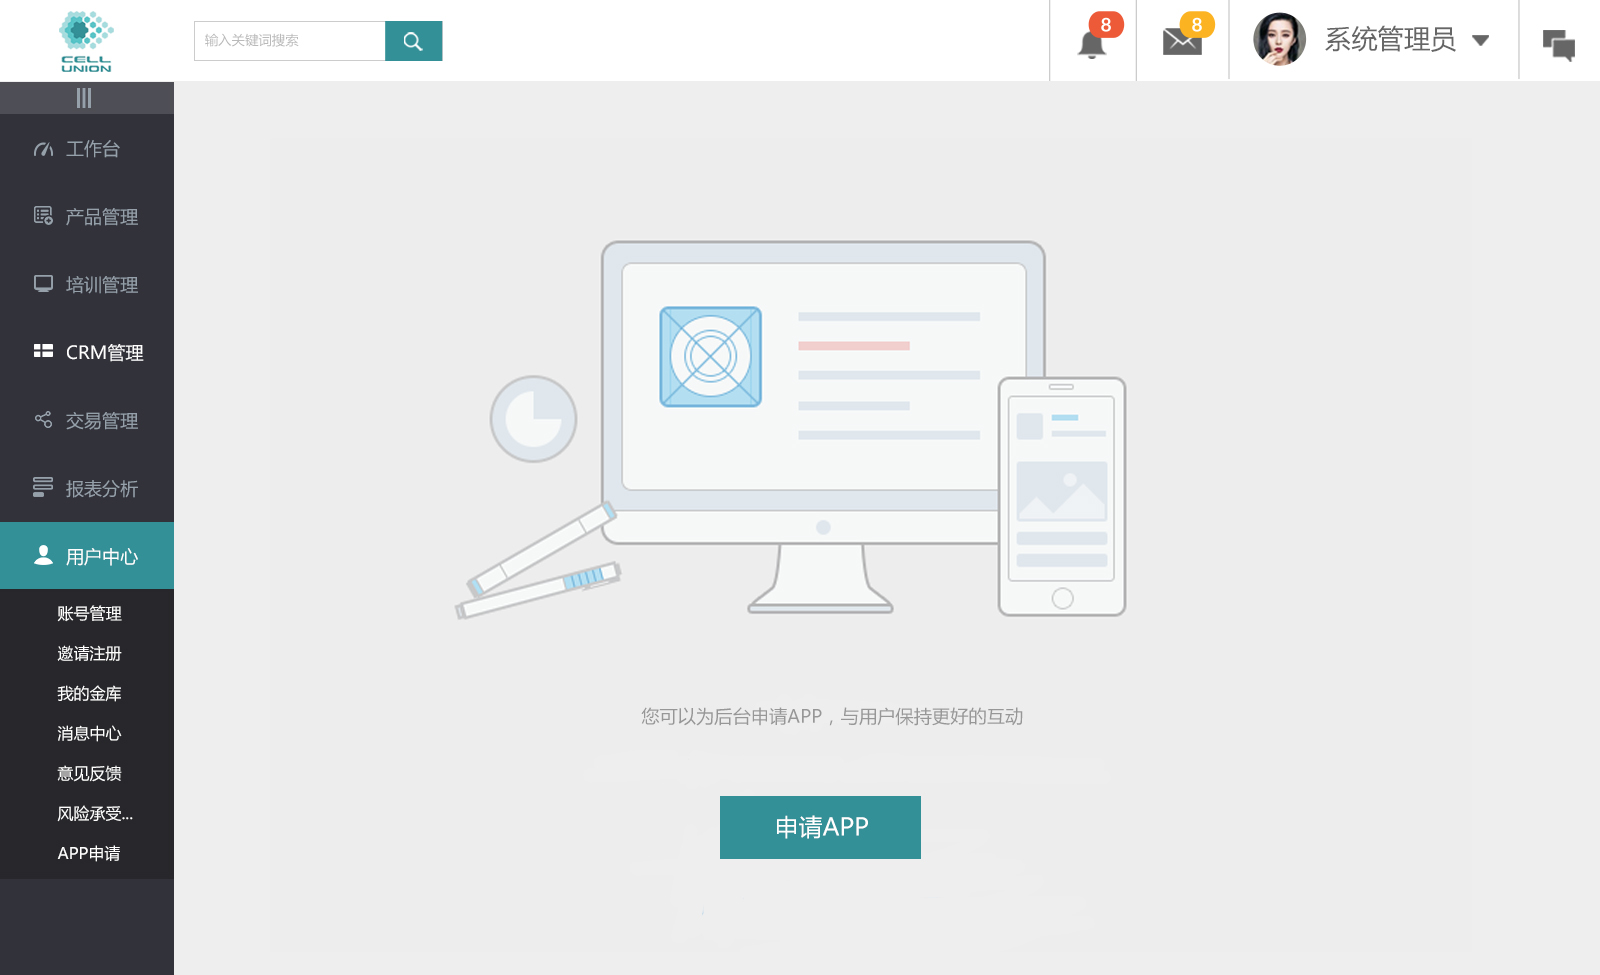 CELL
UNION
输入关键词搜索
8
8
系统管理员
工作台
产品管理
培训管理
CRM管理
交易管理
报表分析
用户中心
账号管理
邀请注册
我的金库
消息中心
意见反馈
风险承受...
APP申请
您可以为后台申请APP，与用户保持更好的互动
申请APP